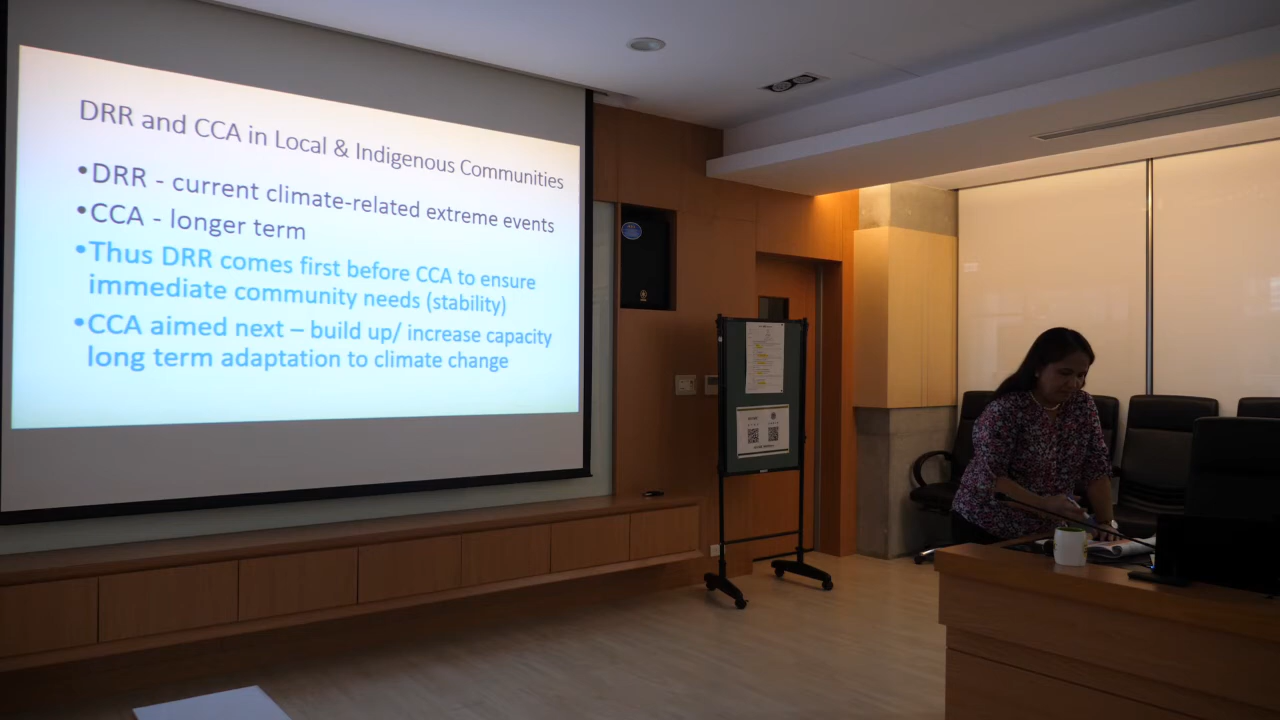 DRR and CCA in Local & Indigenous Communities
•DRR - current climate-related extreme events
•CCA - longer term
•Thus DRR comes first before CCA to ensure
immediate community needs (stability)
•CCA aimed next – build up/ increase capacity
long term adaptation to climate change